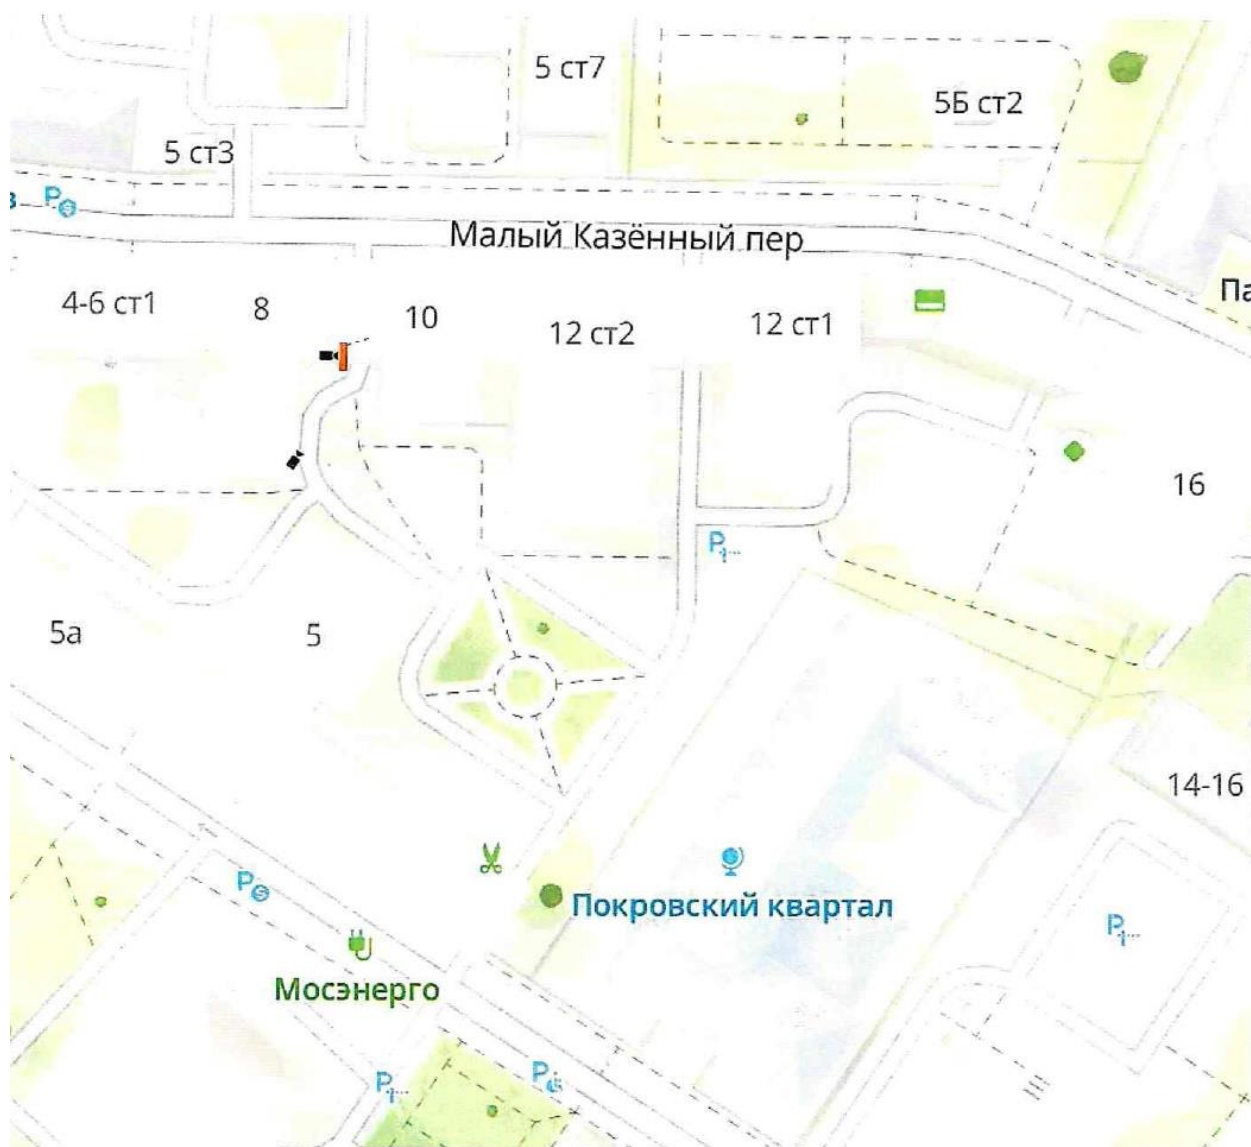 5 ст7
5Б ст2
5 ст3
в
Р
Малый Казённый пер
Па
4-6 ст1
8
10
12 ст2
12 ст1
16
Р
5а
5
14-16
Р
Покровский квартал
Р
Мосэнерго
Р
Р